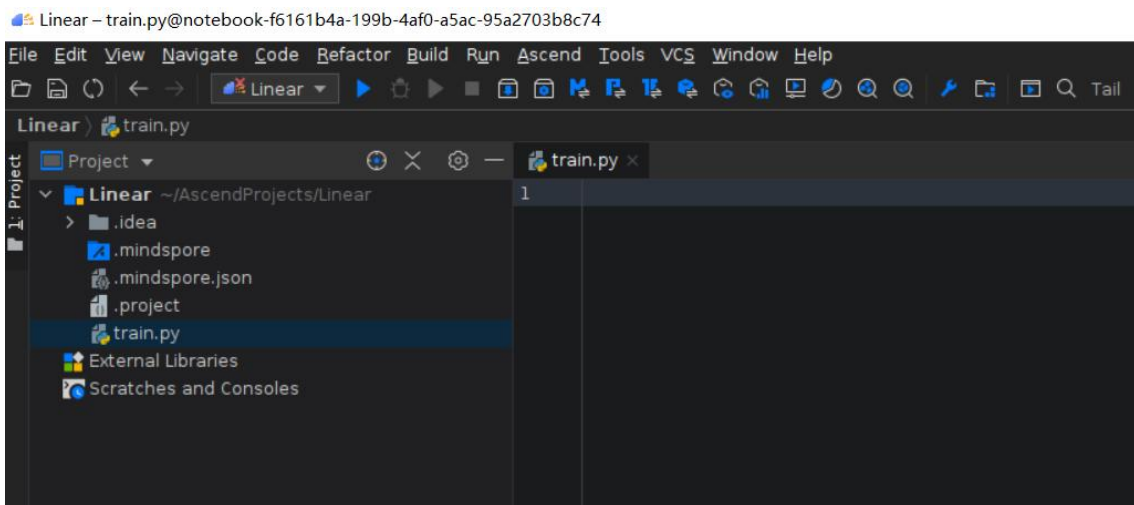 Linear – train.py@notebook-f6161b4a-199b-4af0-a5ac-95a2703b8c74
File Edit View Navigate Code Refactor Build Run Ascend Tools VCS Window Help
Linear Tail
Linear train.py
1: Project
Project
train.py
Linear ~/AscendProjects/Linear
1
.idea
.mindspore
.mindspore.json
.project
train.py
External Libraries
Scratches and Consoles